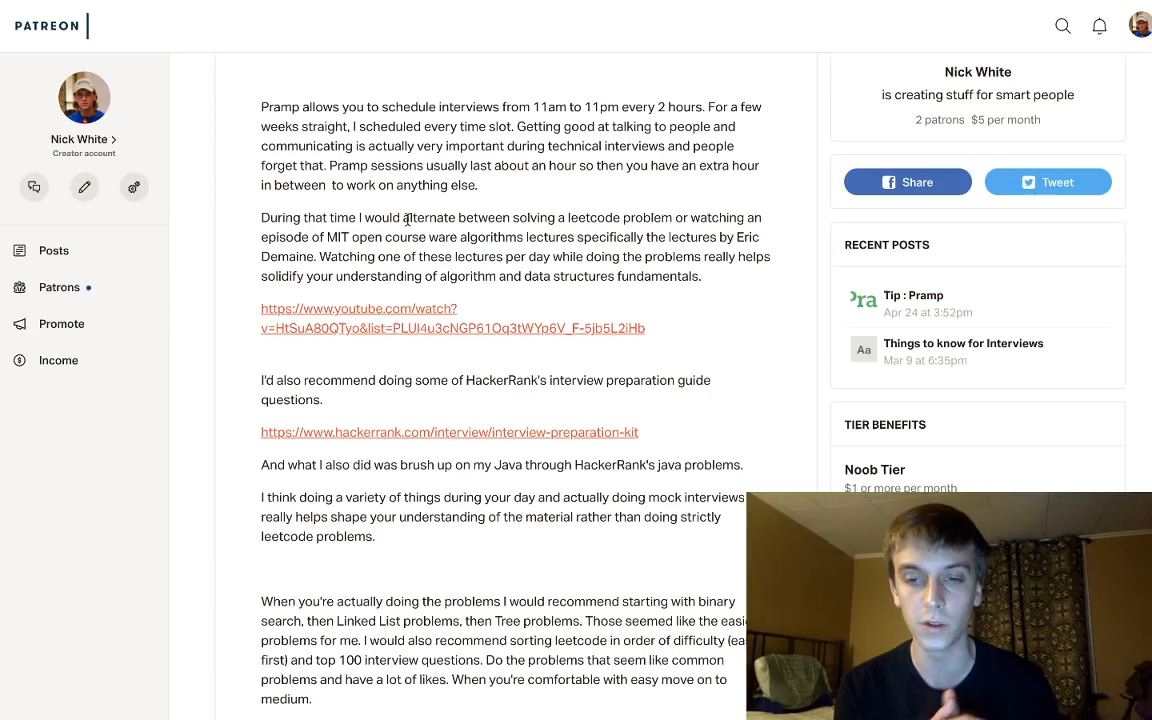 PATREON
Nick White
Creator account
Posts
Patrons
Promote
Income
Pramp allows you to schedule interviews from 11am to 11pm every 2 hours. For a few
weeks straight, I scheduled every time slot. Getting good at talking to people and
communicating is actually very important during technical interviews and people
forget that. Pramp sessions usually last about an hour so then you have an extra hour
in between to work on anything else.
During that time I would alternate between solving a leetcode problem or watching an
episode of MIT open course ware algorithms lectures specifically the lectures by Eric
Demaine. Watching one of these lectures per day while doing the problems really helps
solidify your understanding of algorithm and data structures fundamentals.
https://www.youtube.com/watch?
v=HtSuA80QTyo&list=PLUl4u3cNGP61Oq3tWYp6V_F-5jb5L2iHb
I'd also recommend doing some of HackerRank's interview preparation guide
questions.
https://www.hackerrank.com/interview/interview-preparation-kit
And what I also did was brush up on my Java through HackerRank's java problems.
I think doing a variety of things during your day and actually doing mock interviews
really helps shape your understanding of the material rather than doing strictly
leetcode problems.
When you're actually doing the problems I would recommend starting with binary
search, then Linked List problems, then Tree problems. Those seemed like the easi
problems for me. I would also recommend sorting leetcode in order of difficulty (ea
first) and top 100 interview questions. Do the problems that seem like common
problems and have a lot of likes. When you're comfortable with easy move on to
medium.
Nick White
is creating stuff for smart people
2 patrons $5 per month
Share
Tweet
RECENT POSTS
Pra
Tip : Pramp
Apr 24 at 3:52pm
Aa
Things to know for Interviews
Mar 9 at 6:35pm
TIER BENEFITS
Noob Tier
$1 or more per month